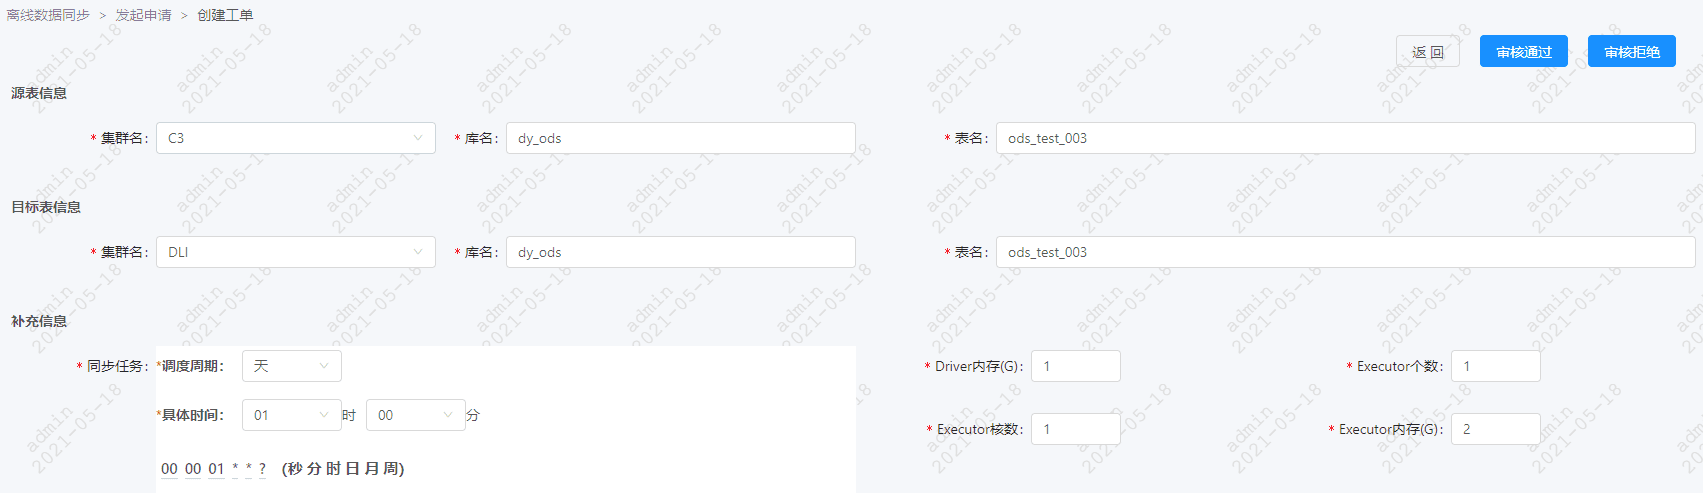 离线数据同步 > 发起申请 > 创建工单
返 回 审核通过 审核拒绝
源表信息
* 集群名: C3 * 库名: dy_ods * 表名: ods_test_003
目标表信息
* 集群名: DLI * 库名: dy_ods * 表名: ods_test_003
补充信息
* 同步任务: *调度周期: 天 * Driver内存(G): 1 * Executor个数: 1
*具体时间: 01 时 00 分 * Executor核数: 1 * Executor内存(G): 2
00 00 01 * * ? (秒 分 时 日 月 周)
admin
2021-05-18